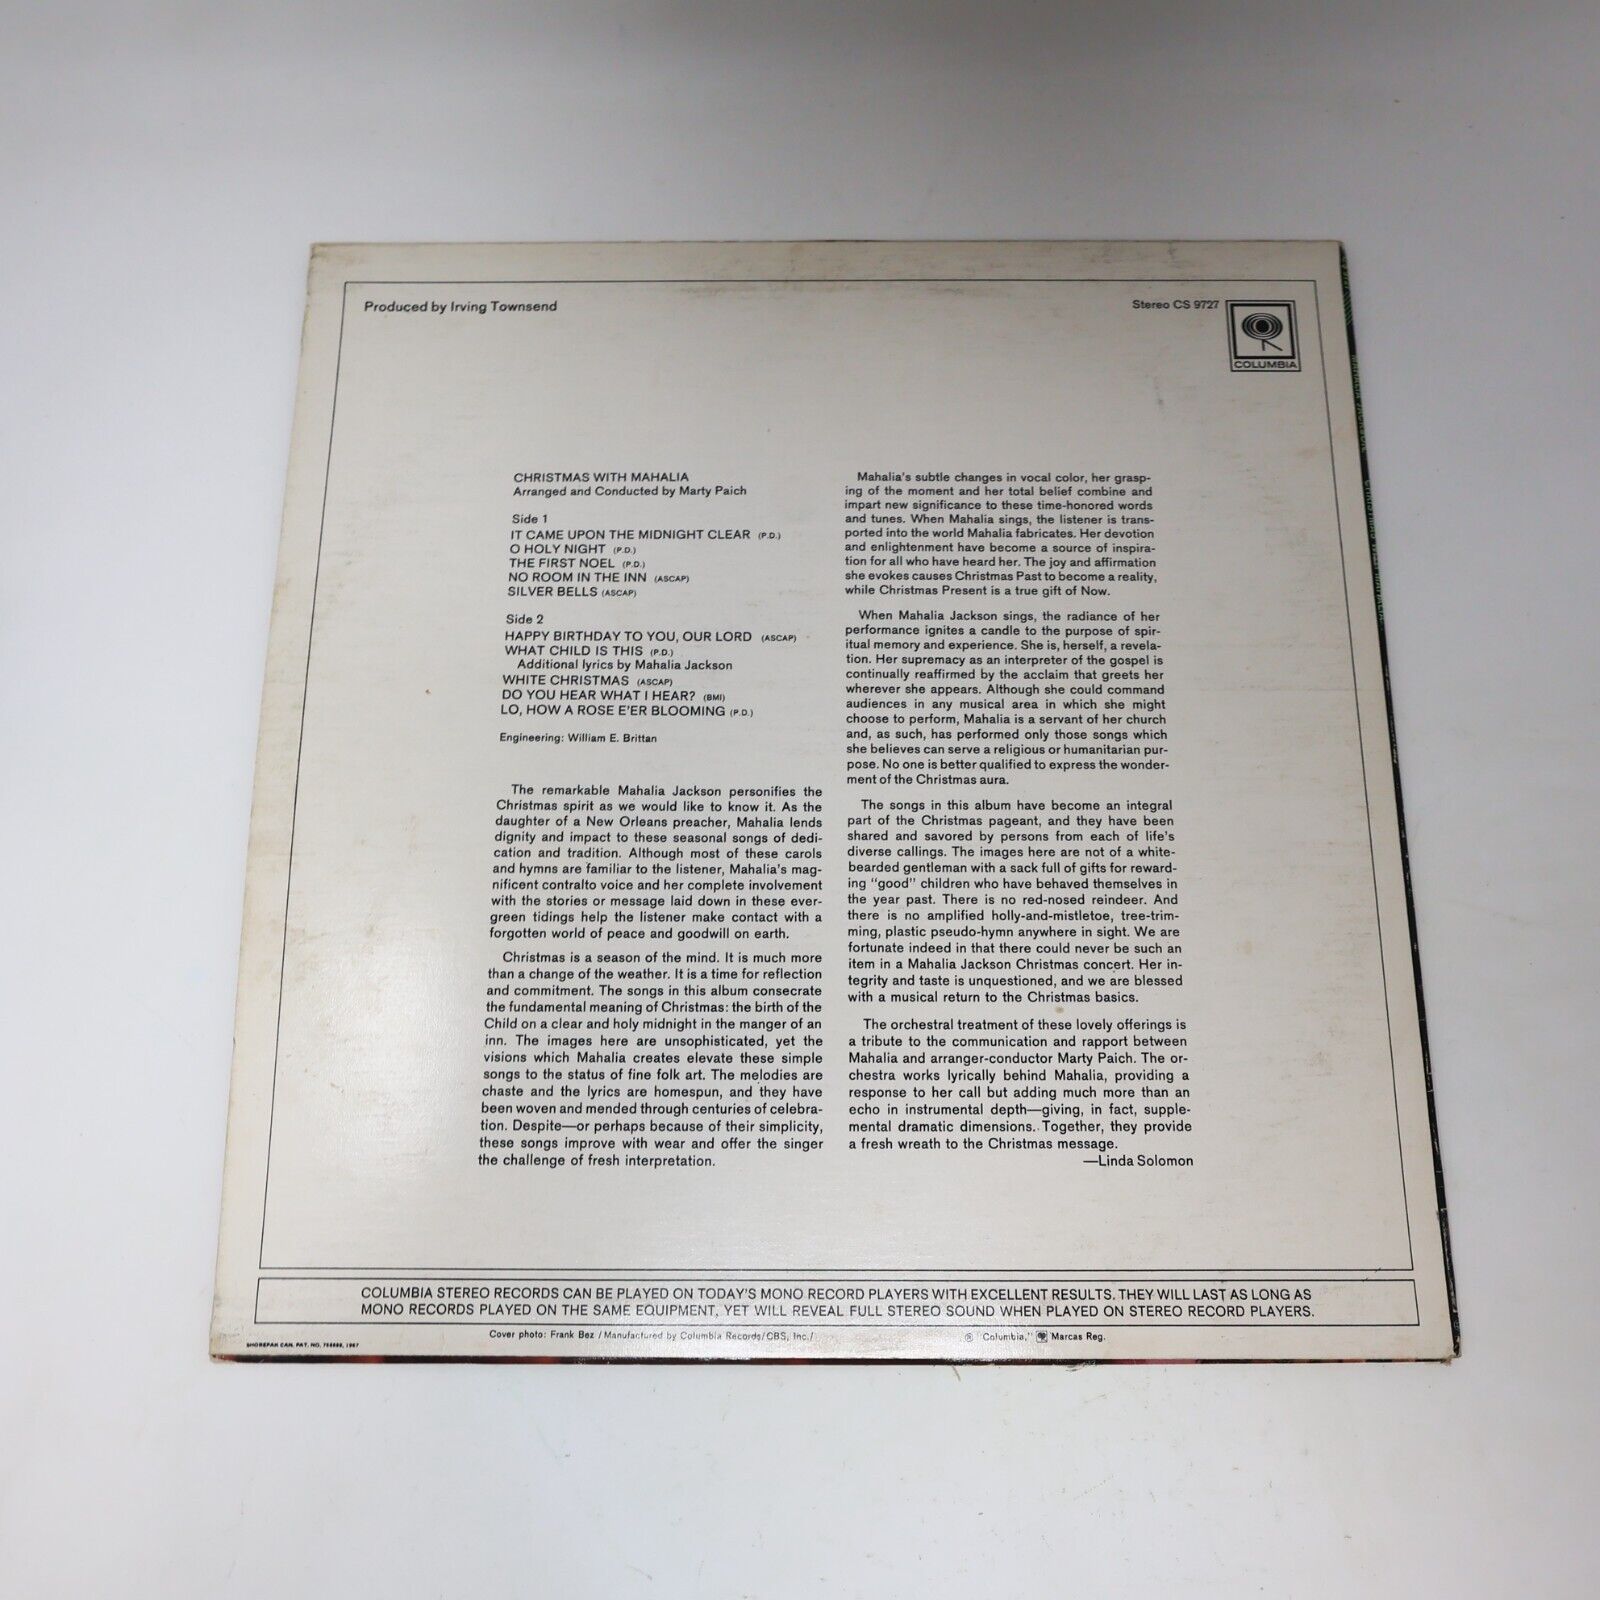 Produced by Irving Townsend
Stereo CS 9727
COLUMBIA
CHRISTMAS WITH MAHALIA
Arranged and Conducted by Marty Paich
Side 1
IT CAME UPON THE MIDNIGHT CLEAR (P.D.)
O HOLY NIGHT (P.D.)
THE FIRST NOEL (P.D.)
NO ROOM IN THE INN (ASCAP)
SILVER BELLS (ASCAP)
Side 2
HAPPY BIRTHDAY TO YOU, OUR LORD (ASCAP)
WHAT CHILD IS THIS (P.D.)
Additional lyrics by Mahalia Jackson
WHITE CHRISTMAS (ASCAP)
DO YOU HEAR WHAT I HEAR? (BMI)
LO, HOW A ROSE E'ER BLOOMING (P.D.)
Engineering: William E. Brittan
The remarkable Mahalia Jackson personifies the
Christmas spirit as we would like to know it. As the
daughter of a New Orleans preacher, Mahalia lends
dignity and impact to these seasonal songs of dedi-
cation and tradition. Although most of these carols
and hymns are familiar to the listener, Mahalia's mag-
nificent contralto voice and her complete involvement
with the stories or message laid down in these ever-
green tidings help the listener make contact with a
forgotten world of peace and goodwill on earth.
Christmas is a season of the mind. It is much more
than a change of the weather. It is a time for reflection
and commitment. The songs in this album consecrate
the fundamental meaning of Christmas: the birth of the
Child on a clear and holy midnight in the manger of an
inn. The images here are unsophisticated, yet the
visions which Mahalia creates elevate these simple
songs to the status of fine folk art. The melodies are
chaste and the lyrics are homespun, and they have
been woven and mended through centuries of celebra-
tion. Despite—or perhaps because of their simplicity,
these songs improve with wear and offer the singer
the challenge of fresh interpretation.
Mahalia's subtle changes in vocal color, her grasp-
ing of the moment and her total belief combine and
impart new significance to these time-honored words
and tunes. When Mahalia sings, the listener is trans-
ported into the world Mahalia fabricates. Her devotion
and enlightenment have become a source of inspira-
tion for all who have heard her. The joy and affirmation
she evokes causes Christmas Past to become a reality,
while Christmas Present is a true gift of Now.
When Mahalia Jackson sings, the radiance of her
performance ignites a candle to the purpose of spir-
itual memory and experience. She is, herself, a revela-
tion. Her supremacy as an interpreter of the gospel is
continually reaffirmed by the acclaim that greets her
wherever she appears. Although she could command
audiences in any musical area in which she might
choose to perform, Mahalia is a servant of her church
and, as such, has performed only those songs which
she believes can serve a religious or humanitarian pur-
pose. No one is better qualified to express the wonder-
ment of the Christmas aura.
The songs in this album have become an integral
part of the Christmas pageant, and they have been
shared and savored by persons from each of life's
diverse callings. The images here are not of a white-
bearded gentleman with a sack full of gifts for reward-
ing "good" children who have behaved themselves in
the year past. There is no red-nosed reindeer. And
there is no amplified holly-and-mistletoe, tree-trim-
ming, plastic pseudo-hymn anywhere in sight. We are
fortunate indeed in that there could never be such an
item in a Mahalia Jackson Christmas concert. Her in-
tegrity and taste is unquestioned, and we are blessed
with a musical return to the Christmas basics.
The orchestral treatment of these lovely offerings is
a tribute to the communication and rapport between
Mahalia and arranger-conductor Marty Paich. The or-
chestra works lyrically behind Mahalia, providing a
response to her call but adding much more than an
echo in instrumental depth—giving, in fact, supple-
mental dramatic dimensions. Together, they provide
a fresh wreath to the Christmas message.
—Linda Solomon
COLUMBIA STEREO RECORDS CAN BE PLAYED ON TODAY'S MONO RECORD PLAYERS WITH EXCELLENT RESULTS. THEY WILL LAST AS LONG AS
MONO RECORDS PLAYED ON THE SAME EQUIPMENT, YET WILL REVEAL FULL STEREO SOUND WHEN PLAYED ON STEREO RECORD PLAYERS.
Cover photo: Frank Bez / Manufactured by Columbia Records/CBS, Inc./
® "Columbia," Marcas Reg.
SHOREPAK CAN. PAT. NO. 1967